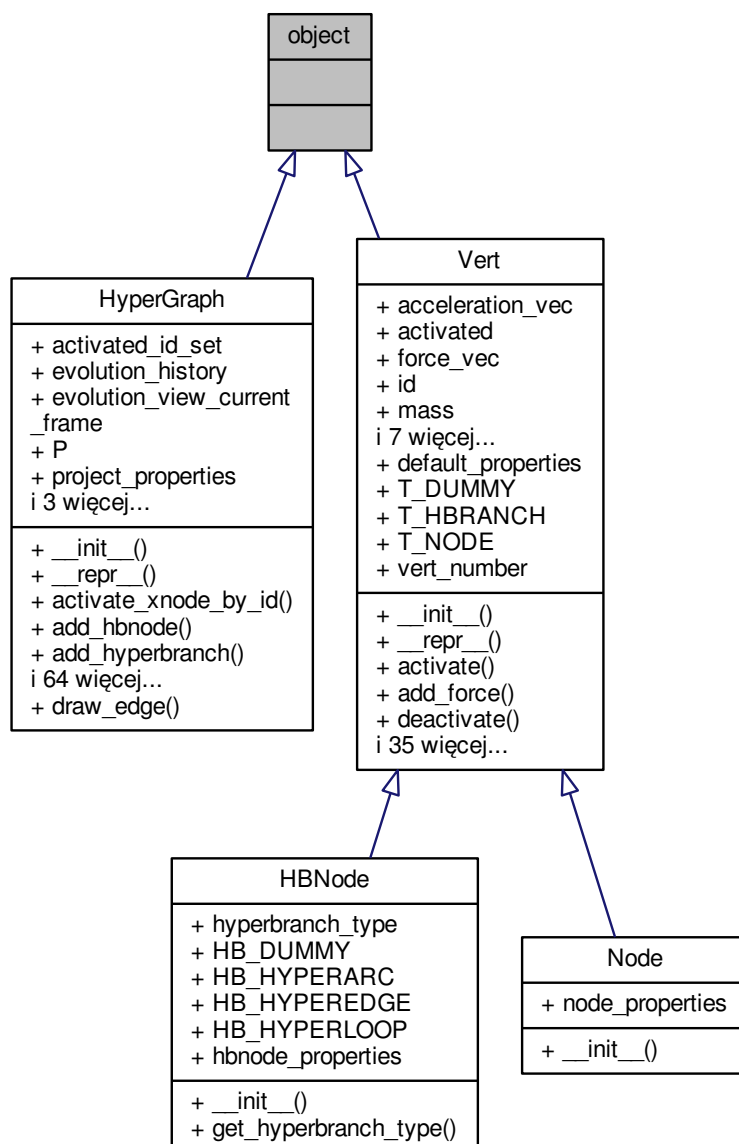 object
HyperGraph
+ activated_id_set
+ evolution_history
+ evolution_view_current
_frame
+ P
+ project_properties
i 3 więcej...
+ __init__()
+ __repr__()
+ activate_xnode_by_id()
+ add_hbnode()
+ add_hyperbranch()
i 64 więcej...
+ draw_edge()
Vert
+ acceleration_vec
+ activated
+ force_vec
+ id
+ mass
i 7 więcej...
+ default_properties
+ T_DUMMY
+ T_HBRANCH
+ T_NODE
+ vert_number
+ __init__()
+ __repr__()
+ activate()
+ add_force()
+ deactivate()
i 35 więcej...
HBNode
+ hyperbranch_type
+ HB_DUMMY
+ HB_HYPERARC
+ HB_HYPEREDGE
+ HB_HYPERLOOP
+ hbnode_properties
+ __init__()
+ get_hyperbranch_type()
Node
+ node_properties
+ __init__()